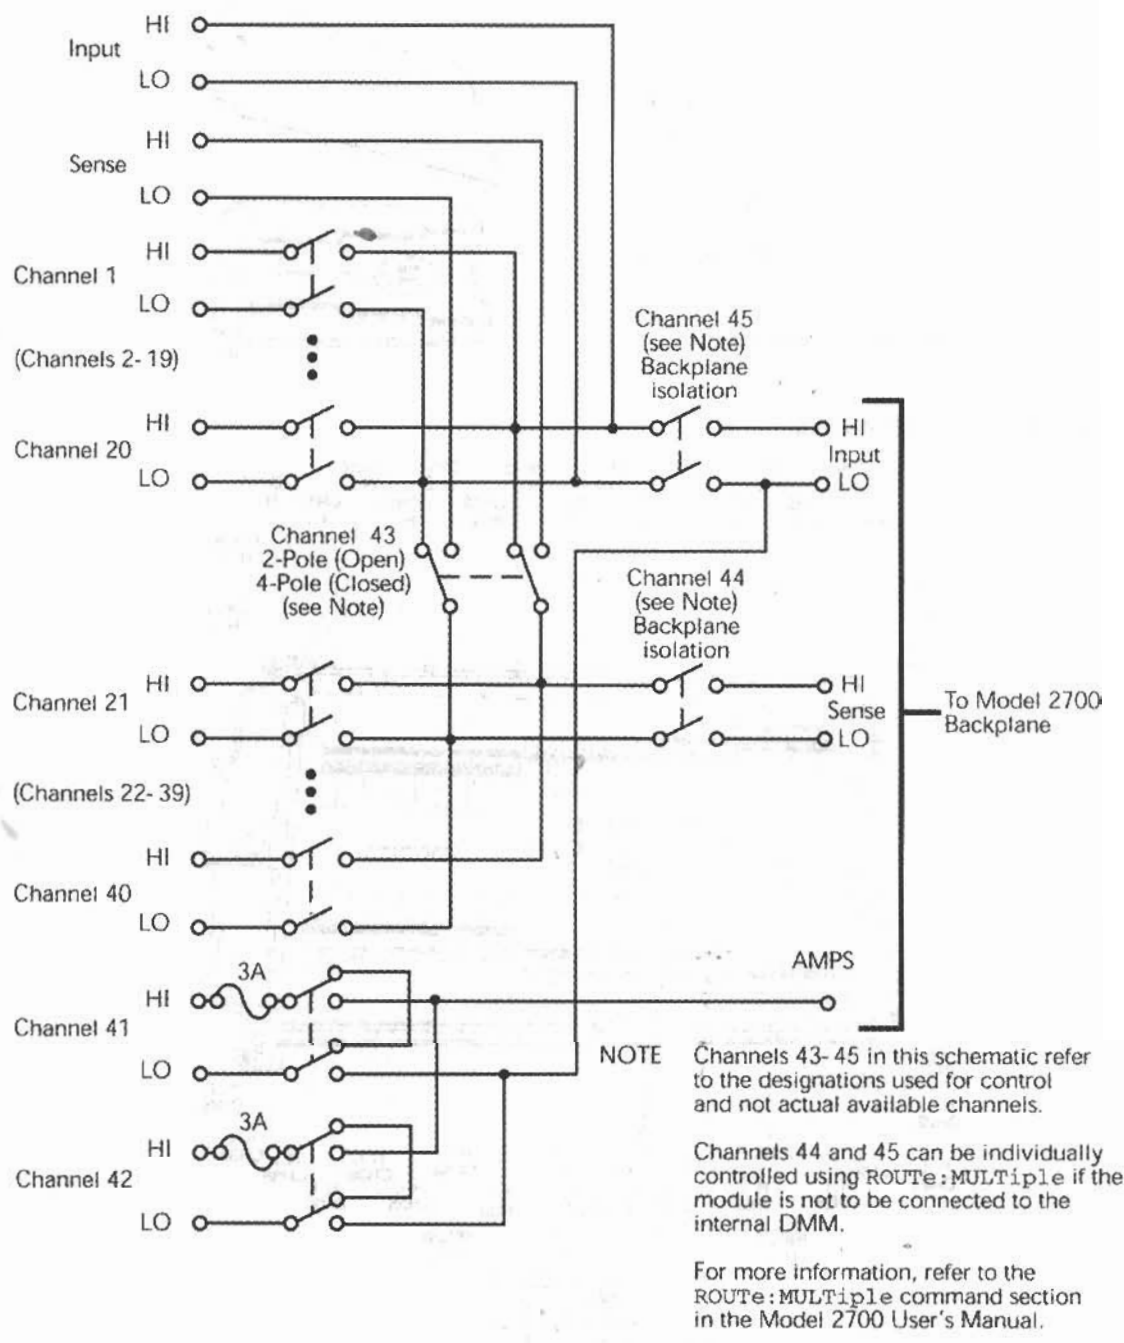 HI
Input
LO
HI
Sense
LO
HI
Channel 1
LO
(Channels 2-19)
HI
Channel 20
LO
Channel 45
(see Note)
Backplane
isolation
HI
Input
LO
Channel 43
2-Pole (Open)
4-Pole (Closed)
(see Note)
Channel 44
(see Note)
Backplane
isolation
HI
Channel 21
LO
HI
Sense
LO
To Model 2700
Backplane
(Channels 22-39)
HI
Channel 40
LO
AMPS
3A
HI
Channel 41
LO
3A
HI
Channel 42
LO
NOTE Channels 43-45 in this schematic refer
to the designations used for control
and not actual available channels.
Channels 44 and 45 can be individually
controlled using ROUTe:MULTiple if the
module is not to be connected to the
internal DMM.
For more information, refer to the
ROUTe:MULTiple command section
in the Model 2700 User's Manual.